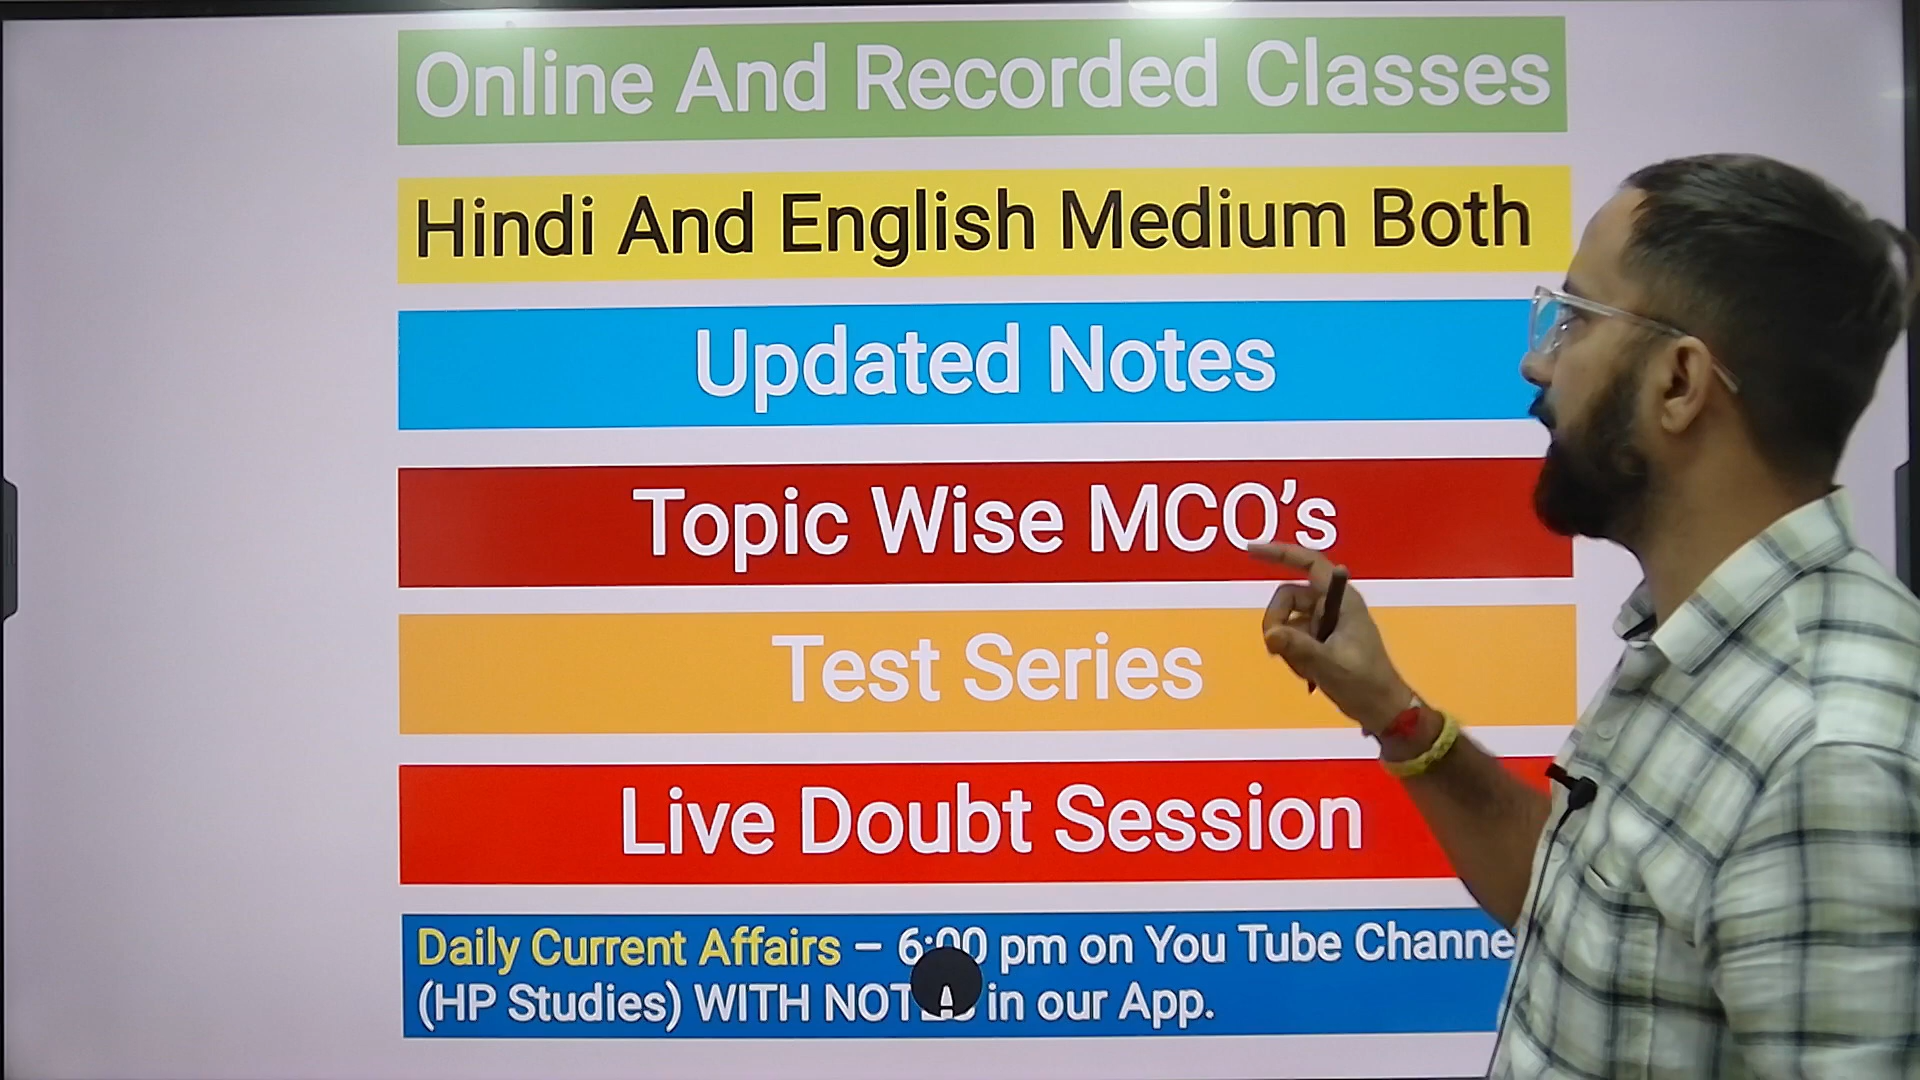 Online And Recorded Classes
Hindi And English Medium Both
Updated Notes
Topic Wise MCO’s
Test Series
Live Doubt Session
Daily Current Affairs – 6:00 pm on You Tube Channe
(HP Studies) WITH in our App.